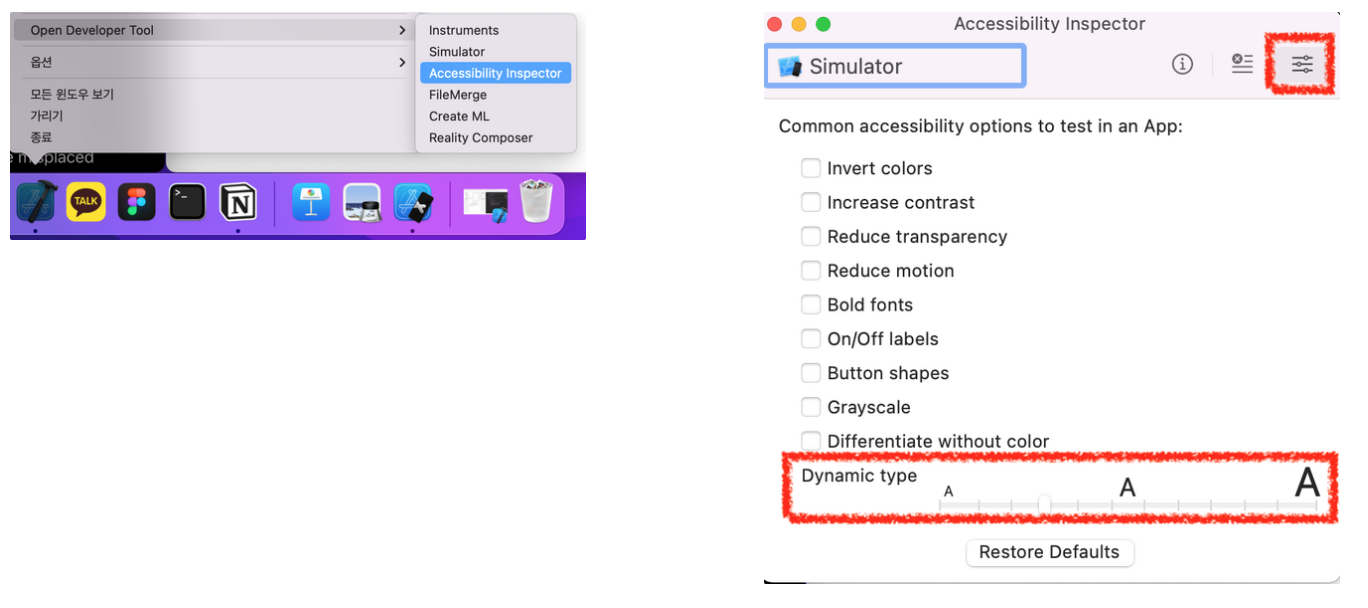 Open Developer Tool
옵션
모든 윈도우 보기
가리기
종료
Instruments
Simulator
Accessibility Inspector
FileMerge
Create ML
Reality Composer
misplaced
TALK
Accessibility Inspector
Simulator
Common accessibility options to test in an App:
Invert colors
Increase contrast
Reduce transparency
Reduce motion
Bold fonts
On/Off labels
Button shapes
Grayscale
Differentiate without color
Dynamic type
A A A
Restore Defaults